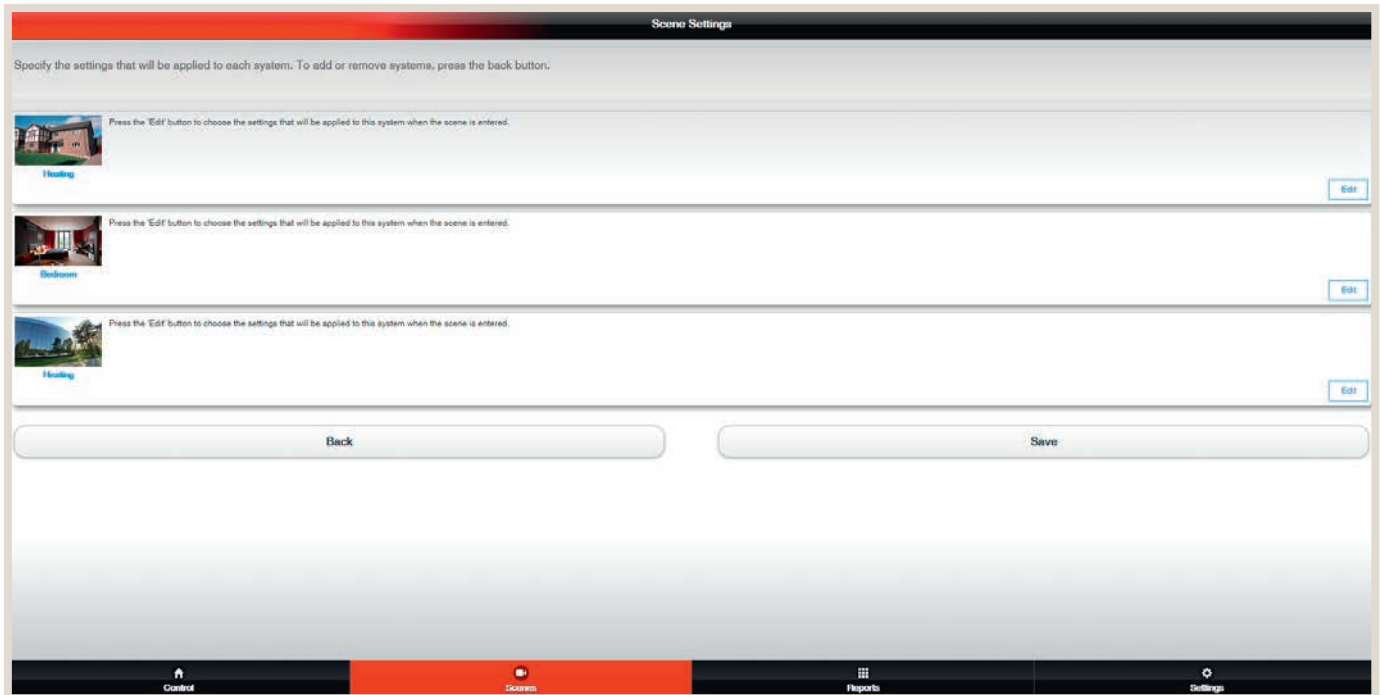 Scene Settings
Specify the settings that will be applied to each system. To add or remove systems, press the back button.
Press the 'Edit' button to choose the settings that will be applied to this system when the scene is entered.
Heating
Edit
Press the 'Edit' button to choose the settings that will be applied to this system when the scene is entered.
Bedroom
Edit
Press the 'Edit' button to choose the settings that will be applied to this system when the scene is entered.
Heating
Edit
Back
Save
Control
Scenes
Reports
Settings